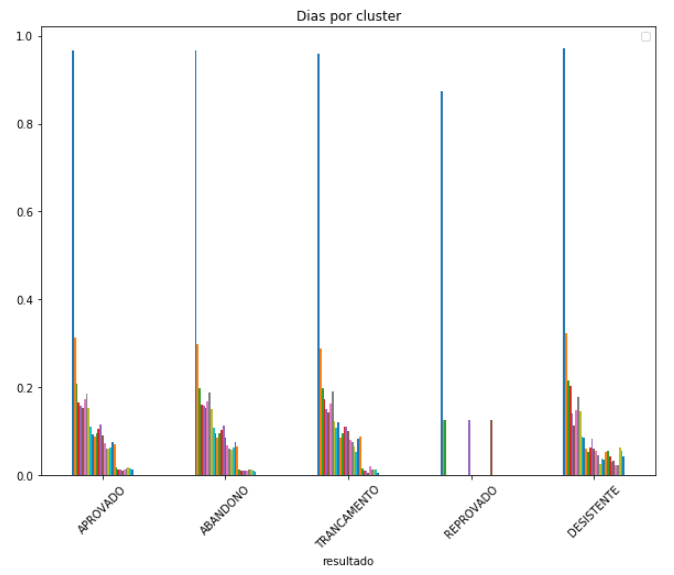 Dias por cluster
1.0
0.8
0.6
0.4
0.2
0.0
APROVADO
ABANDONO
TRANCAMENTO
REPROVADO
DESISTENTE
resultado